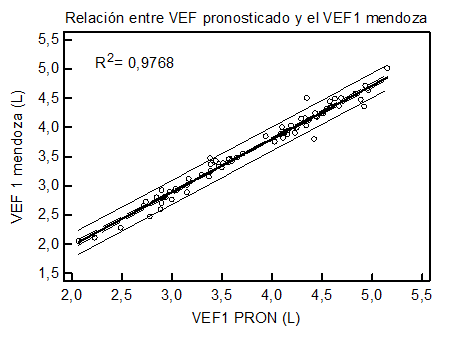 Relación entre VEF pronosticado y el VEF1 mendoza
R2= 0,9768
5,5
5,0
4,5
4,0
3,5
3,0
2,5
2,0
1,5
VEF 1 mendoza (L)
2,0 2,5 3,0 3,5 4,0 4,5 5,0 5,5
VEF1 PRON (L)